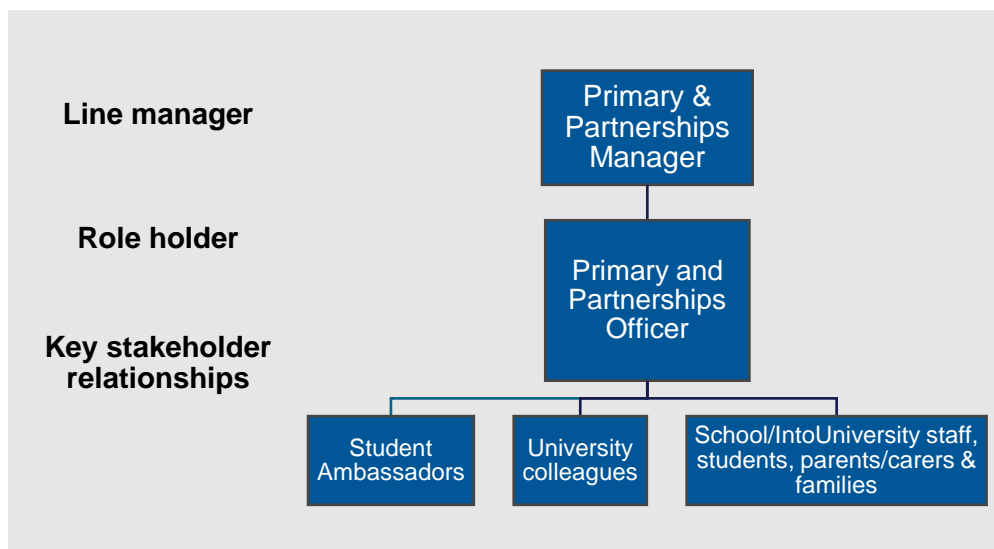 Line manager
Primary &
Partnerships
Manager
Role holder
Primary and
Partnerships
Officer
Key stakeholder
relationships
Student
Ambassadors
University
colleagues
School/IntoUniversity staff,
students, parents/carers &
families